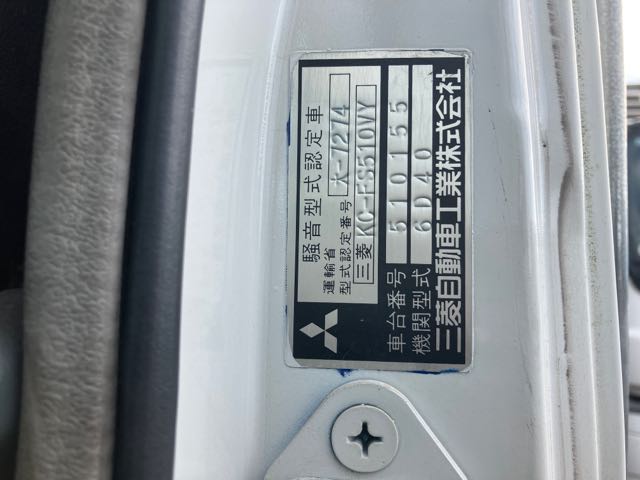 騒音型式認定車
運輸省
型式認定番号 大-7274
三菱 KC-FS510VY
車台番号 510155
機関型式 6D40
三菱自動車工業株式会社